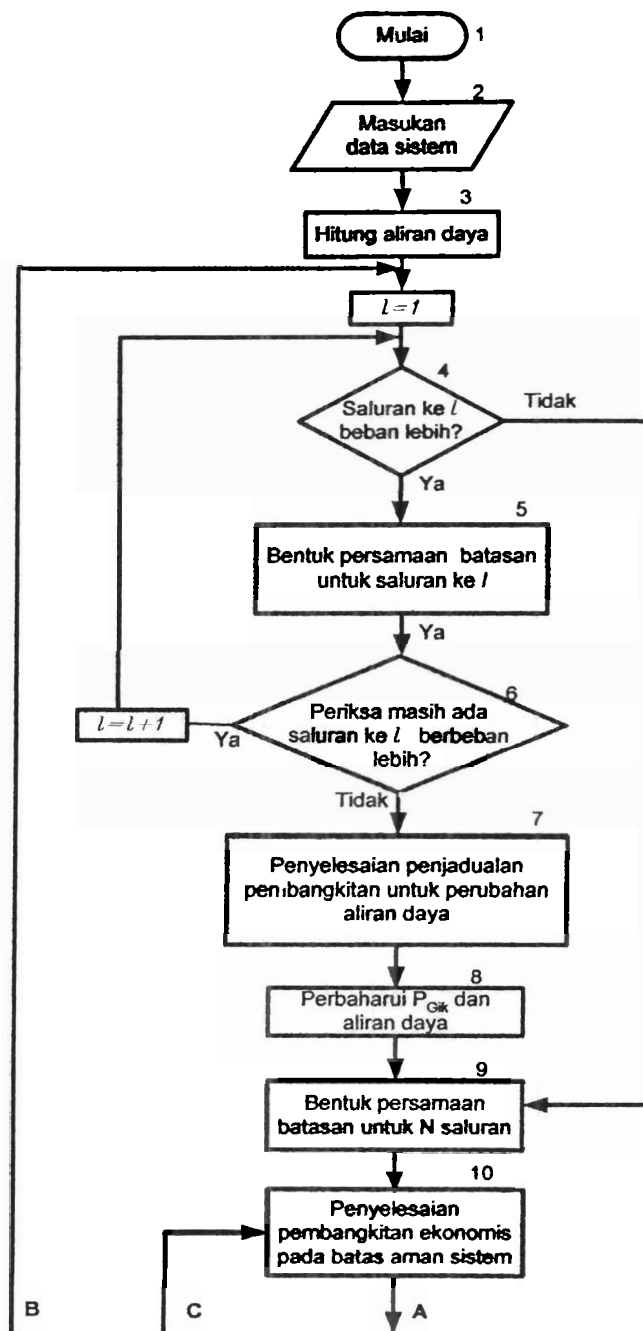 Mulai
1
2
Masukan
data sistem
3
Hitung aliran daya
l=1
4
Saluran ke l
beban lebih?
Tidak
Ya
5
Bentuk persamaan batasan
untuk saluran ke l
Ya
6
Periksa masih ada
saluran ke l berbeban
lebih?
Ya
l=l+1
Tidak
7
Penyelesaian penjadualan
pembangkitan untuk perubahan
aliran daya
8
Perbaharui PGik dan
aliran daya
9
Bentuk persamaan
batasan untuk N saluran
10
Penyelesaian
pembangkitan ekonomis
pada batas aman sistem
B
C
A